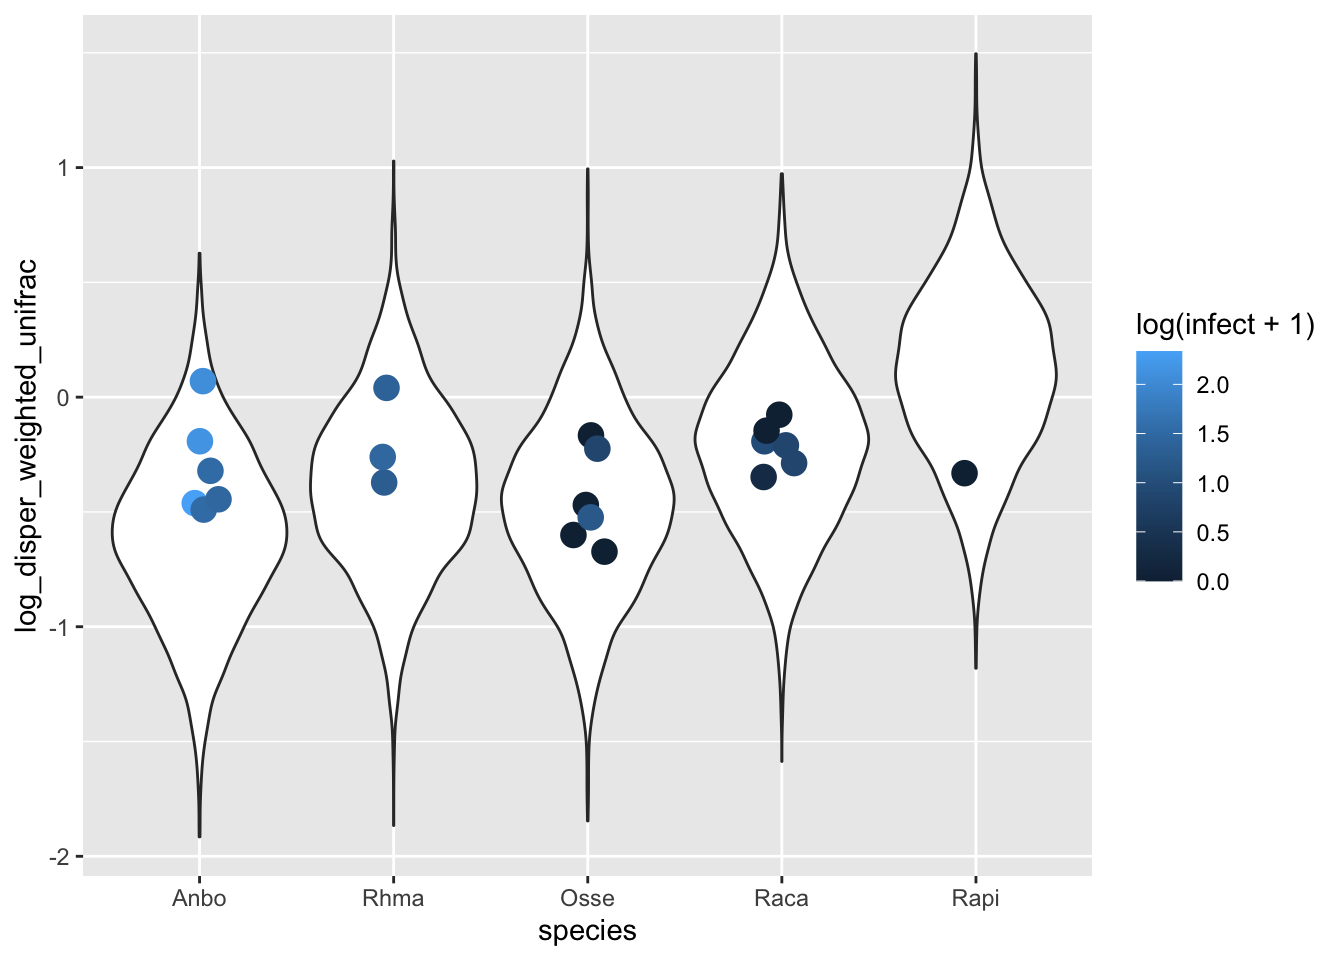 log_disper_weighted_unifrac
1
0
-1
-2
Anbo Rhma Osse Raca Rapi
species
log(infect + 1)
2.0
1.5
1.0
0.5
0.0